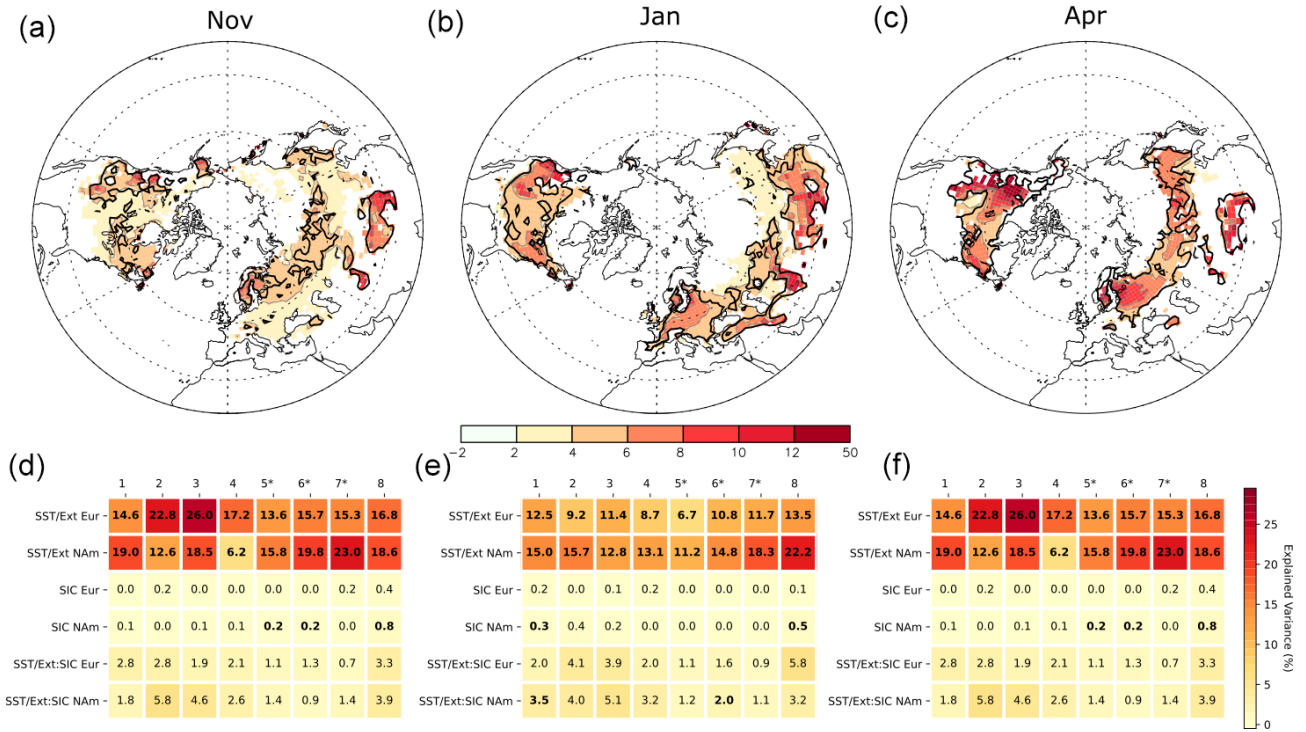 (a) Nov (b) Jan (c) Apr
−2 2 4 6 8 10 12 50
(d) (e) (f)
1 2 3 4 5* 6* 7* 8 1 2 3 4 5* 6* 7* 8 1 2 3 4 5* 6* 7* 8
SST/Ext Eur 14.6 22.8 26.0 17.2 13.6 15.7 15.3 16.8 SST/Ext Eur 12.5 9.2 11.4 8.7 6.7 10.8 11.7 13.5 SST/Ext Eur 14.6 22.8 26.0 17.2 13.6 15.7 15.3 16.8
SST/Ext NAm 19.0 12.6 18.5 6.2 15.8 19.8 23.0 18.6 SST/Ext NAm 15.0 15.7 12.8 13.1 11.2 14.8 18.3 22.2 SST/Ext NAm 19.0 12.6 18.5 6.2 15.8 19.8 23.0 18.6
SIC Eur 0.0 0.2 0.0 0.0 0.0 0.0 0.2 0.4 SIC Eur 0.2 0.0 0.1 0.2 0.0 0.0 0.0 0.1 SIC Eur 0.0 0.2 0.0 0.0 0.0 0.0 0.2 0.4
SIC NAm 0.1 0.0 0.1 0.1 0.2 0.2 0.0 0.8 SIC NAm 0.3 0.4 0.2 0.0 0.0 0.0 0.0 0.5 SIC NAm 0.1 0.0 0.1 0.1 0.2 0.2 0.0 0.8
SST/Ext:SIC Eur 2.8 2.8 1.9 2.1 1.1 1.3 0.7 3.3 SST/Ext:SIC Eur 2.0 4.1 3.9 2.0 1.1 1.6 0.9 5.8 SST/Ext:SIC Eur 2.8 2.8 1.9 2.1 1.1 1.3 0.7 3.3
SST/Ext:SIC NAm 1.8 5.8 4.6 2.6 1.4 0.9 1.4 3.9 SST/Ext:SIC NAm 3.5 4.0 5.1 3.2 1.2 2.0 1.1 3.2 SST/Ext:SIC NAm 1.8 5.8 4.6 2.6 1.4 0.9 1.4 3.9
25
20
15
10
5
0
Explained Variance (%)